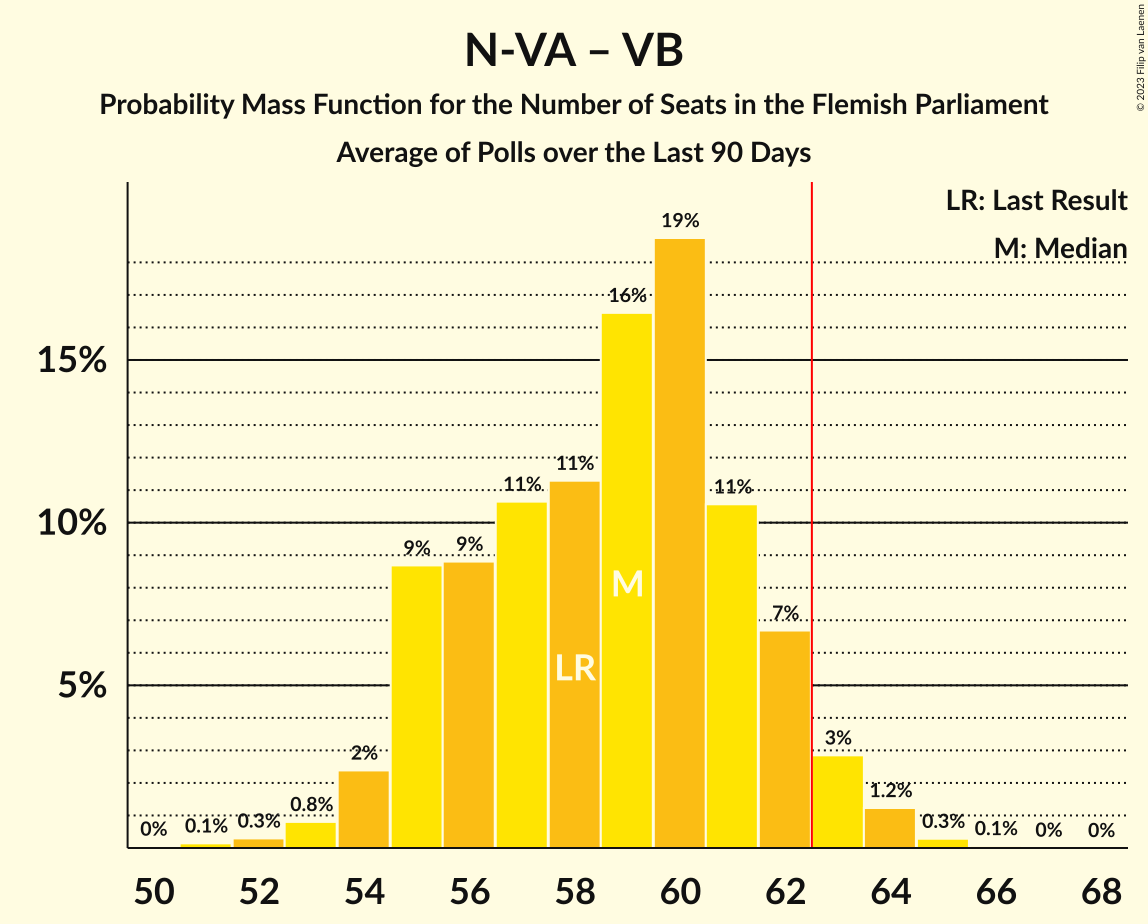 N-VA – VB
Probability Mass Function for the Number of Seats in the Flemish Parliament
Average of Polls over the Last 90 Days
© 2023 Filip van Laenen
LR: Last Result
M: Median
19%
16%
15%
11%
11%
11%
10%
9%
9%
M
7%
LR
5%
3%
2%
1.2%
0.8%
0% 0.1% 0.3% 0.3% 0.1% 0% 0%
50 52 54 56 58 60 62 64 66 68